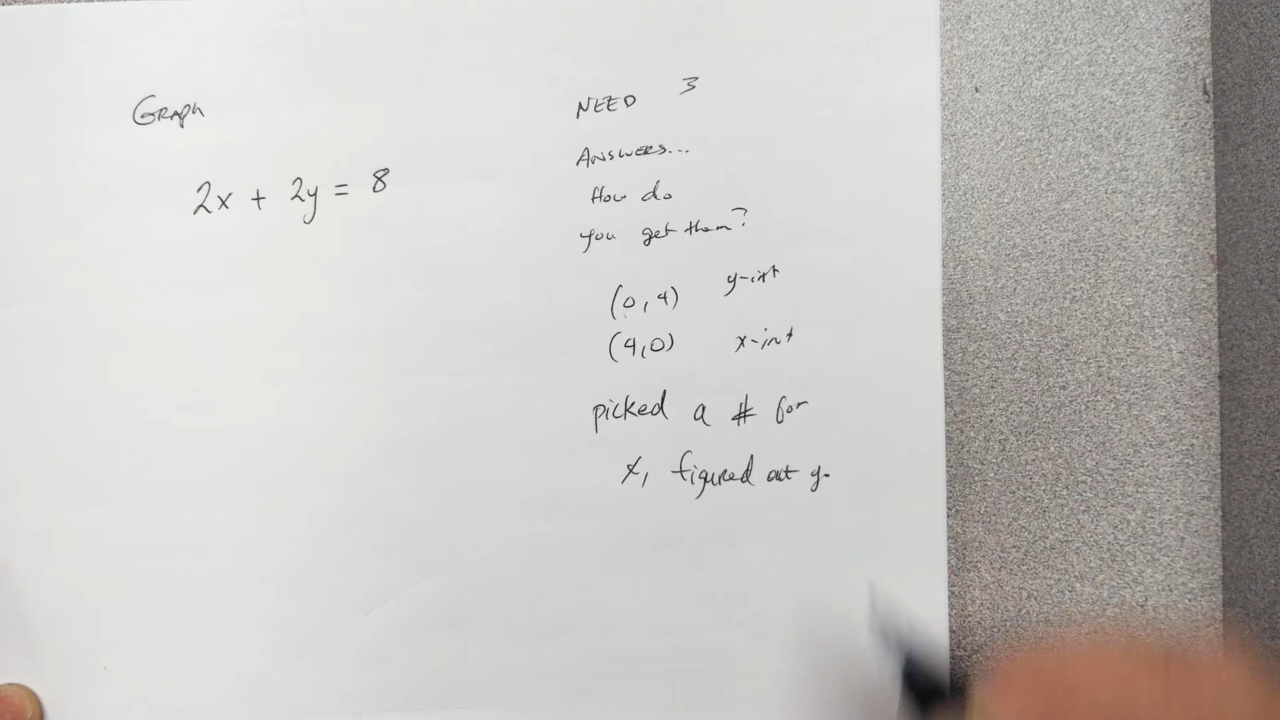 Graph
2x + 2y = 8
NEED 3
ANSWERS...
How do
you get them?
(0,4) y-int
(4,0) x-int
picked a # for
x, figured out y.